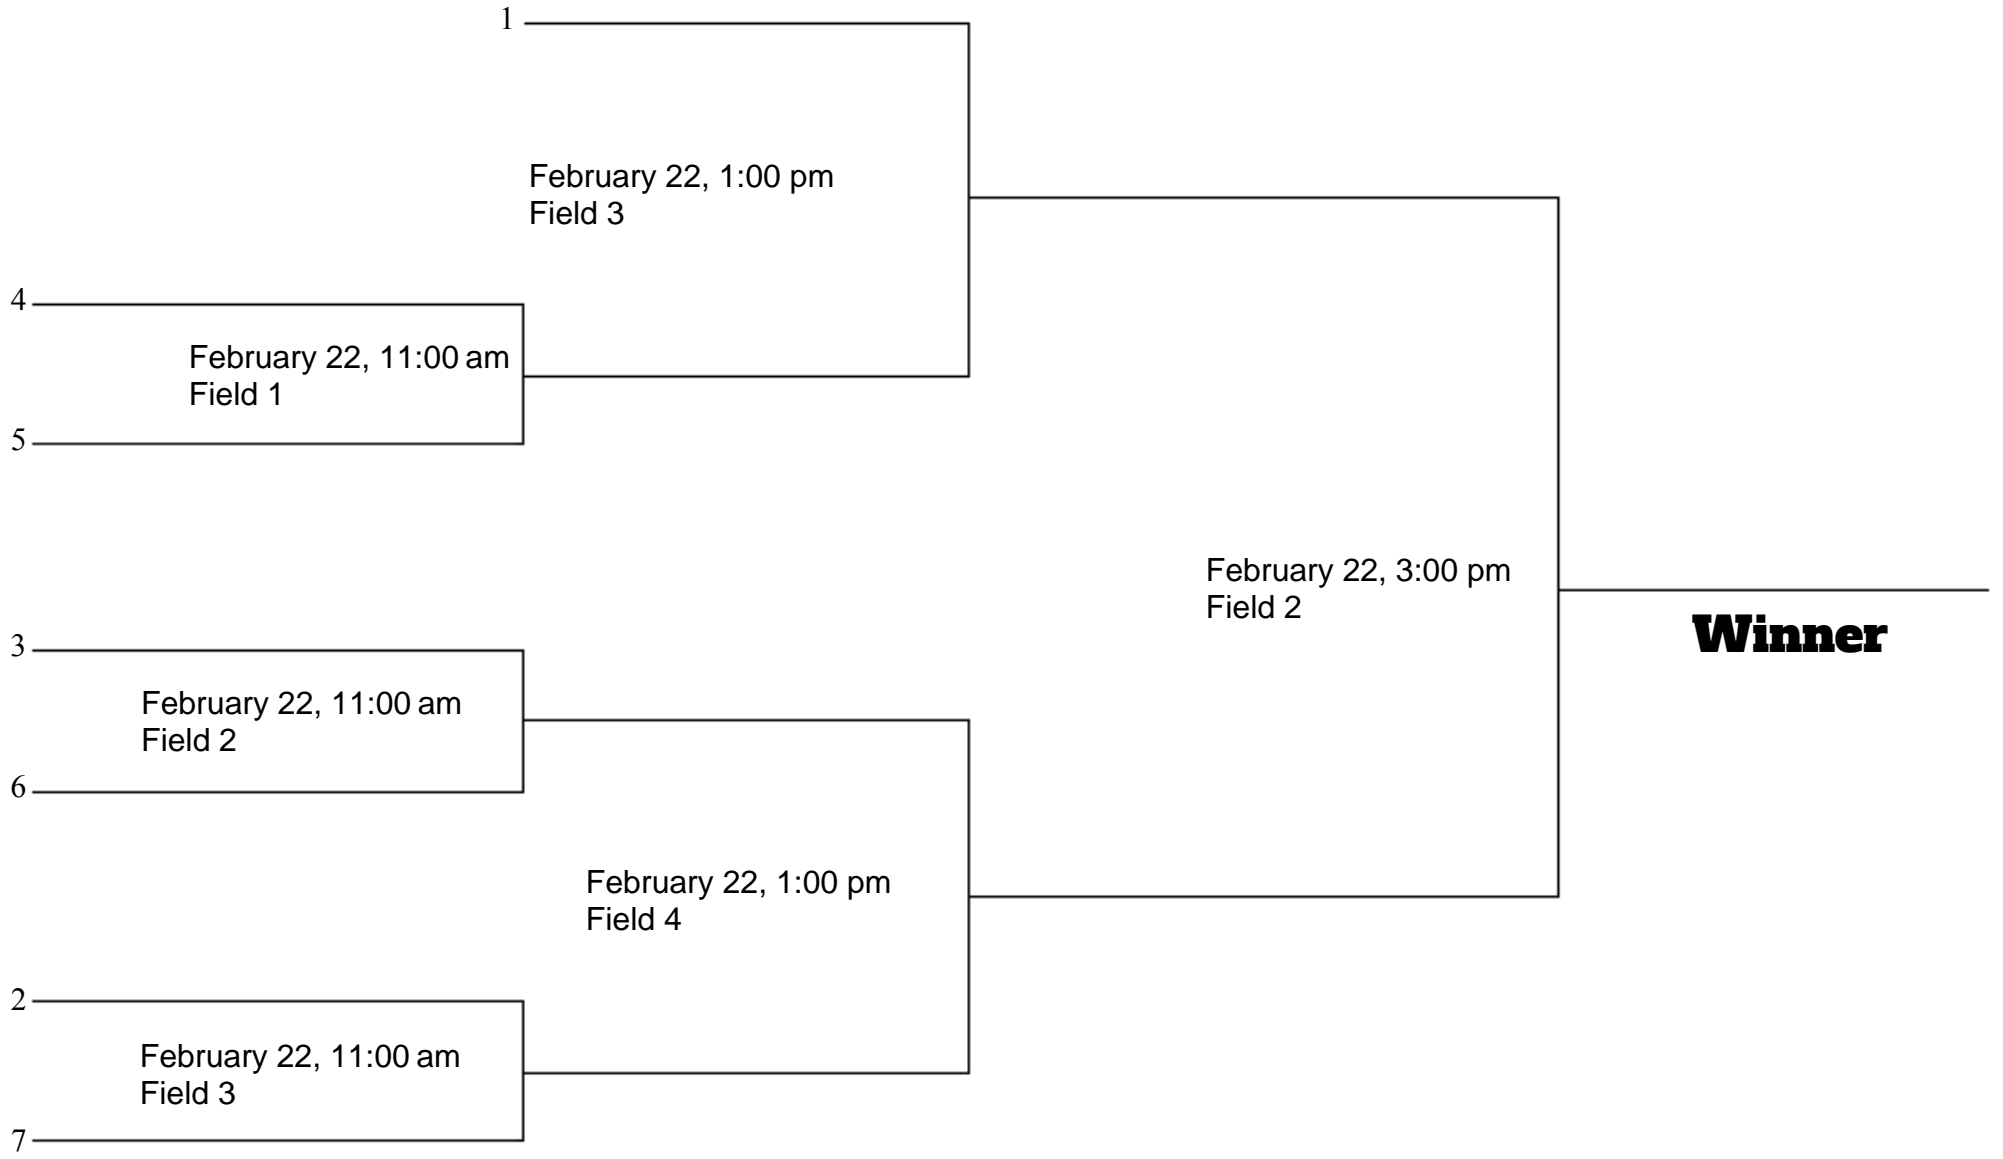 1
February 22, 1:00 pm
Field 3
4
February 22, 11:00 am
Field 1
5
February 22, 3:00 pm
Field 2
Winner
3
February 22, 11:00 am
Field 2
6
February 22, 1:00 pm
Field 4
2
February 22, 11:00 am
Field 3
7